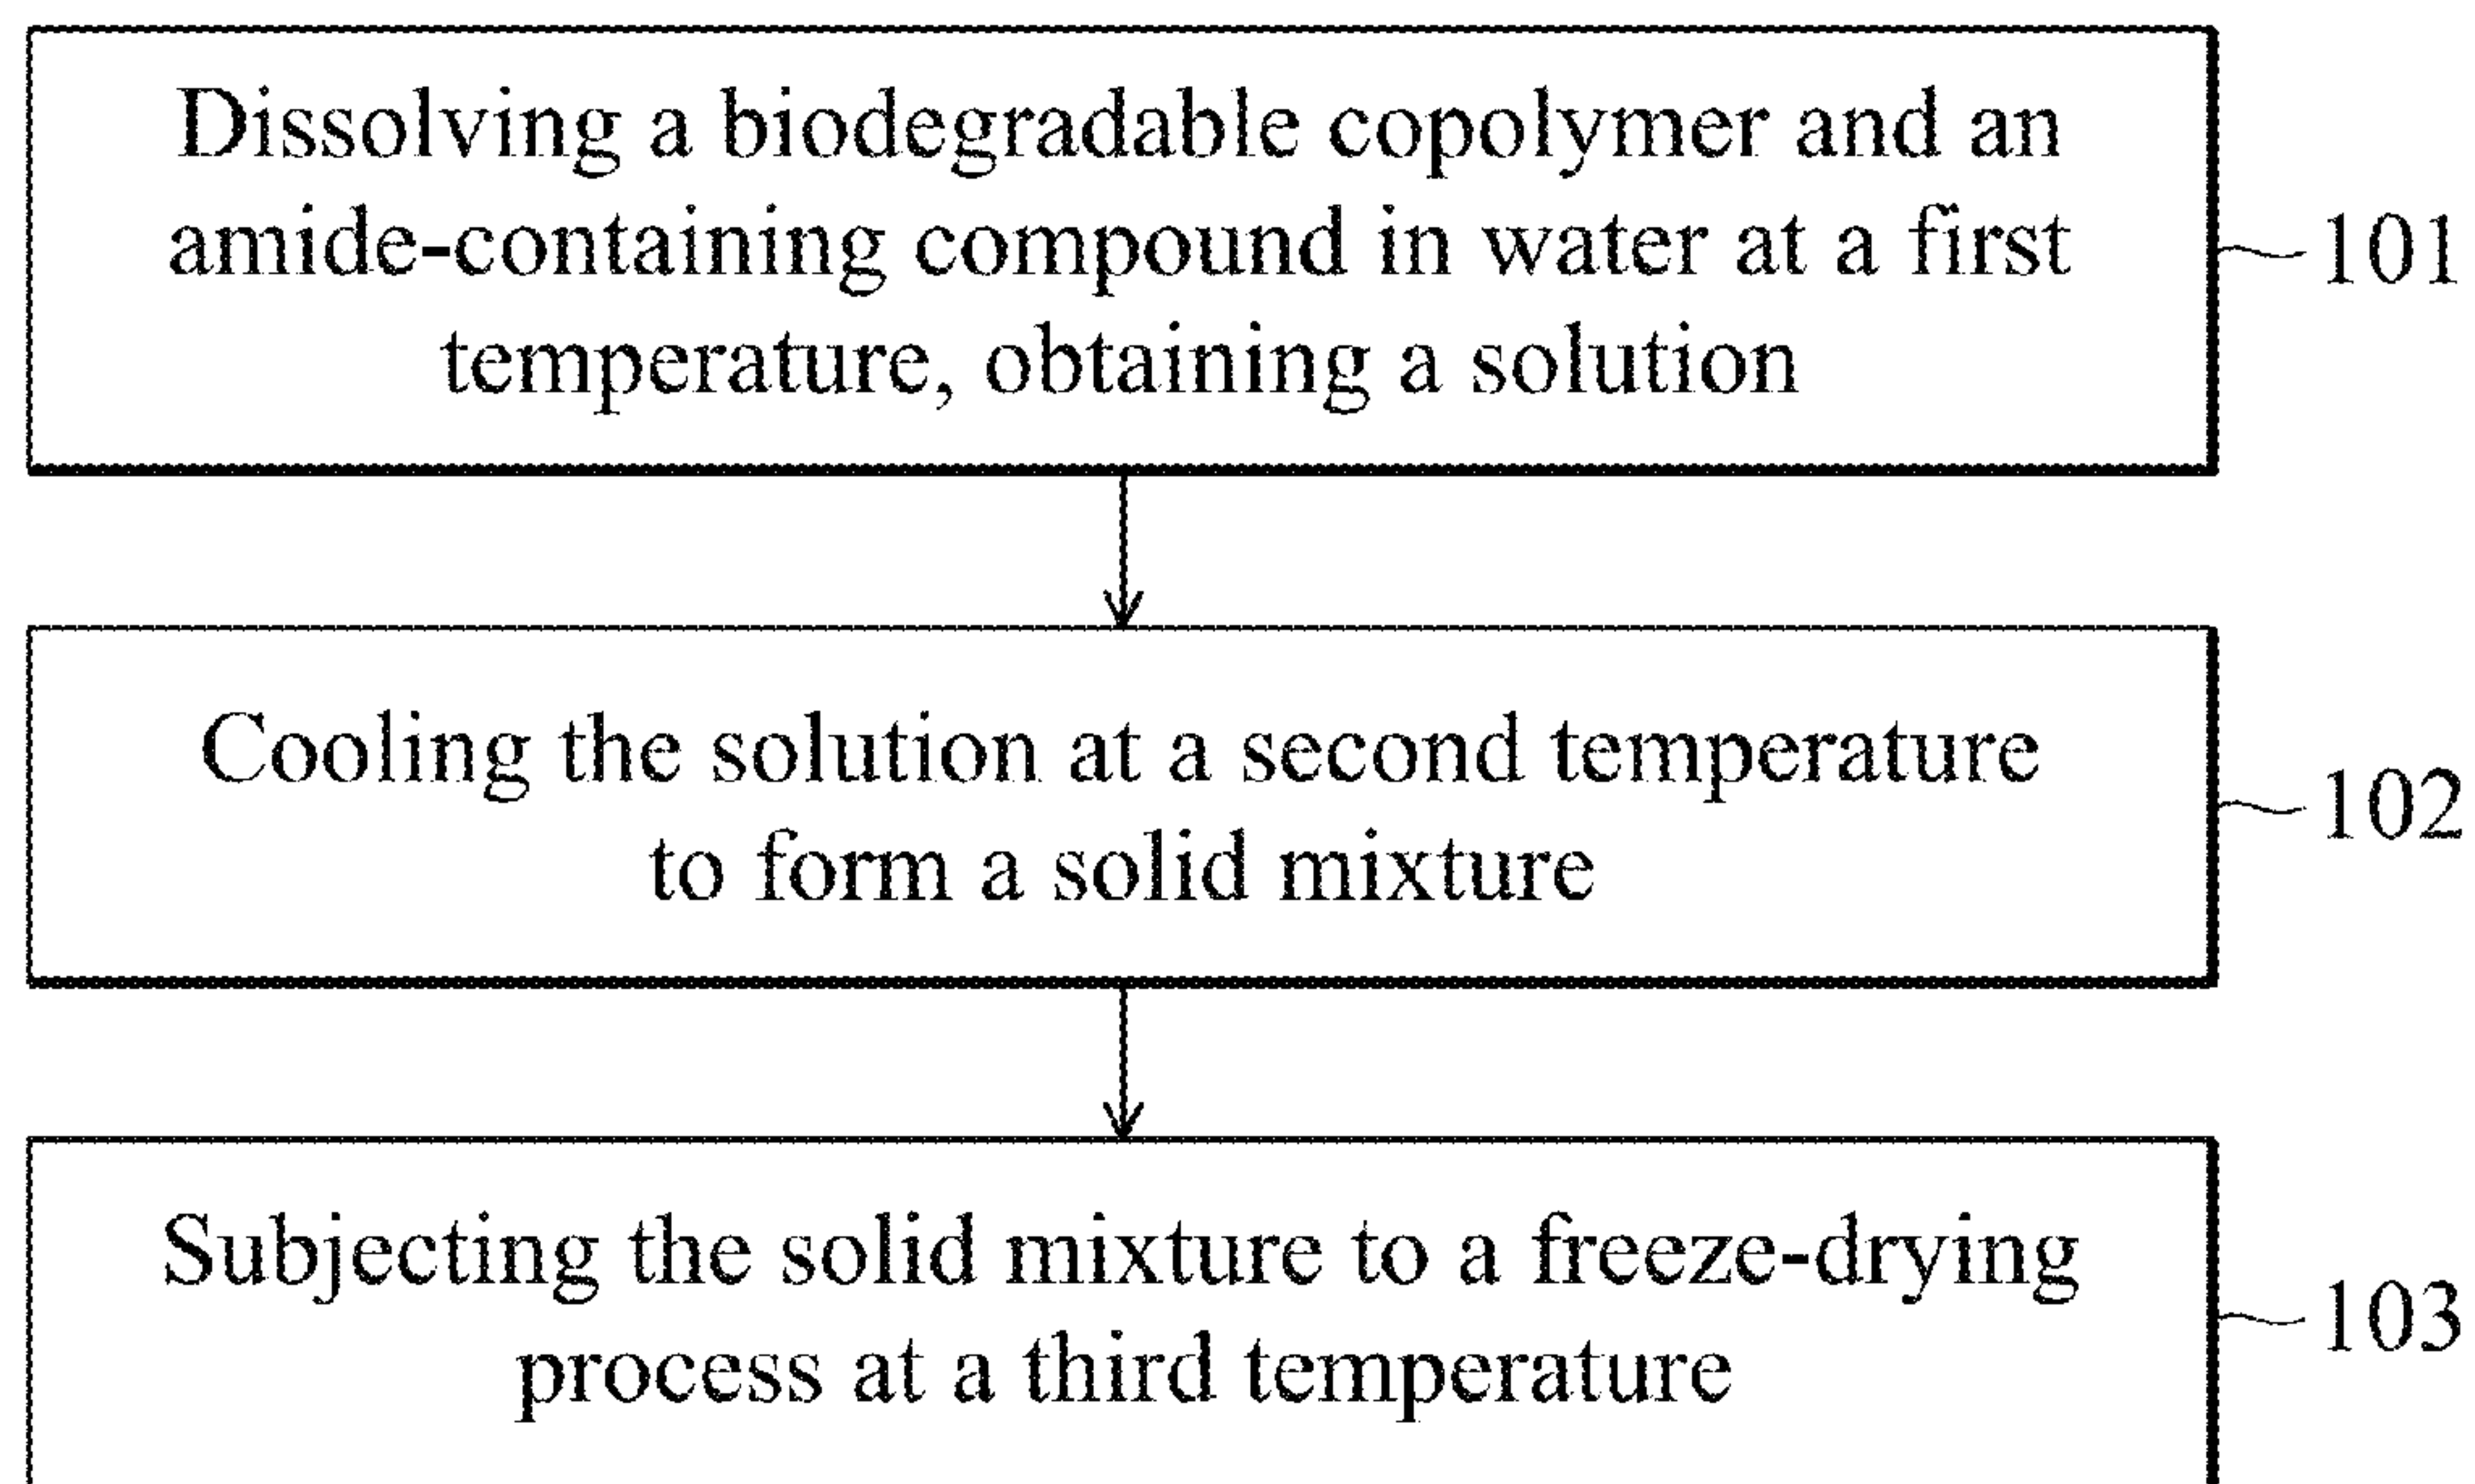 Dissolving a biodegradable copolymer and an
amide-containing compound in water at a first
temperature, obtaining a solution
101
Cooling the solution at a second temperature
to form a solid mixture
102
Subjecting the solid mixture to a freeze-drying
process at a third temperature
103